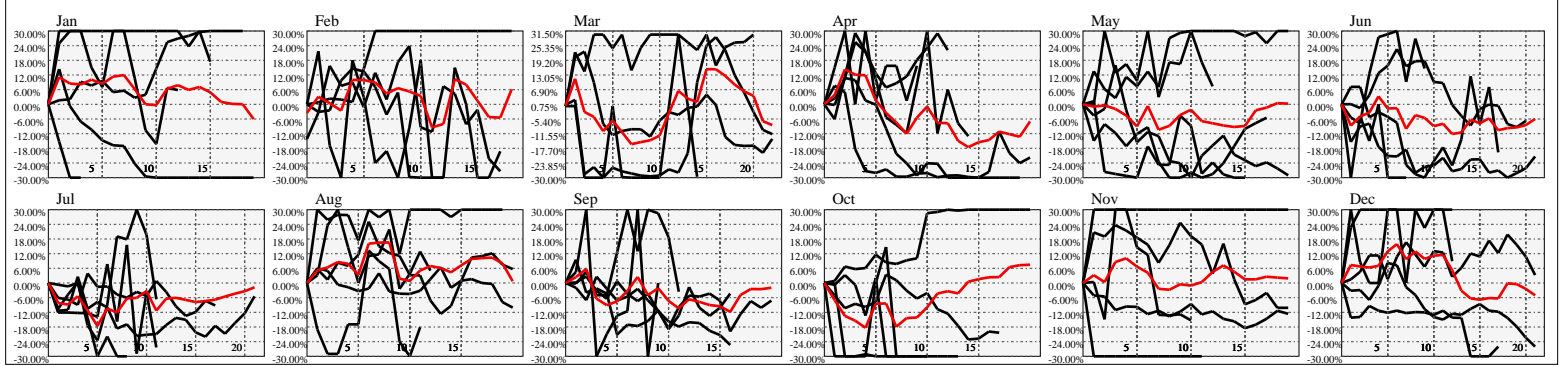 Jan Feb Mar Apr May Jun
30.00% 30.00% 31.50% 30.00% 30.00% 30.00%
24.00% 24.00% 25.35% 24.00% 24.00% 24.00%
18.00% 18.00% 19.20% 18.00% 18.00% 18.00%
12.00% 12.00% 13.05% 12.00% 12.00% 12.00%
6.00% 6.00% 6.90% 6.00% 6.00% 6.00%
0.00% 0.00% 0.75% 0.00% 0.00% 0.00%
-6.00% -6.00% -5.40% -6.00% -6.00% -6.00%
-12.00% -12.00% -11.55% -12.00% -12.00% -12.00%
-18.00% -18.00% -17.70% -18.00% -18.00% -18.00%
-24.00% -24.00% -23.85% -24.00% -24.00% -24.00%
5 10 15 5 10 15 5 10 15 20 5 10 15 5 10 15 5 10 15 20
-30.00% -30.00% -30.00% -30.00% -30.00% -30.00%
Jul Aug Sep Oct Nov Dec
30.00% 30.00% 30.00% 30.00% 30.00% 30.00%
24.00% 24.00% 24.00% 24.00% 24.00% 24.00%
18.00% 18.00% 18.00% 18.00% 18.00% 18.00%
12.00% 12.00% 12.00% 12.00% 12.00% 12.00%
6.00% 6.00% 6.00% 6.00% 6.00% 6.00%
0.00% 0.00% 0.00% 0.00% 0.00% 0.00%
-6.00% -6.00% -6.00% -6.00% -6.00% -6.00%
-12.00% -12.00% -12.00% -12.00% -12.00% -12.00%
-18.00% -18.00% -18.00% -18.00% -18.00% -18.00%
-24.00% -24.00% -24.00% -24.00% -24.00% -24.00%
5 10 15 20 5 10 15 5 10 15 5 10 15 5 10 15 5 10 15 20
-30.00% -30.00% -30.00% -30.00% -30.00% -30.00%